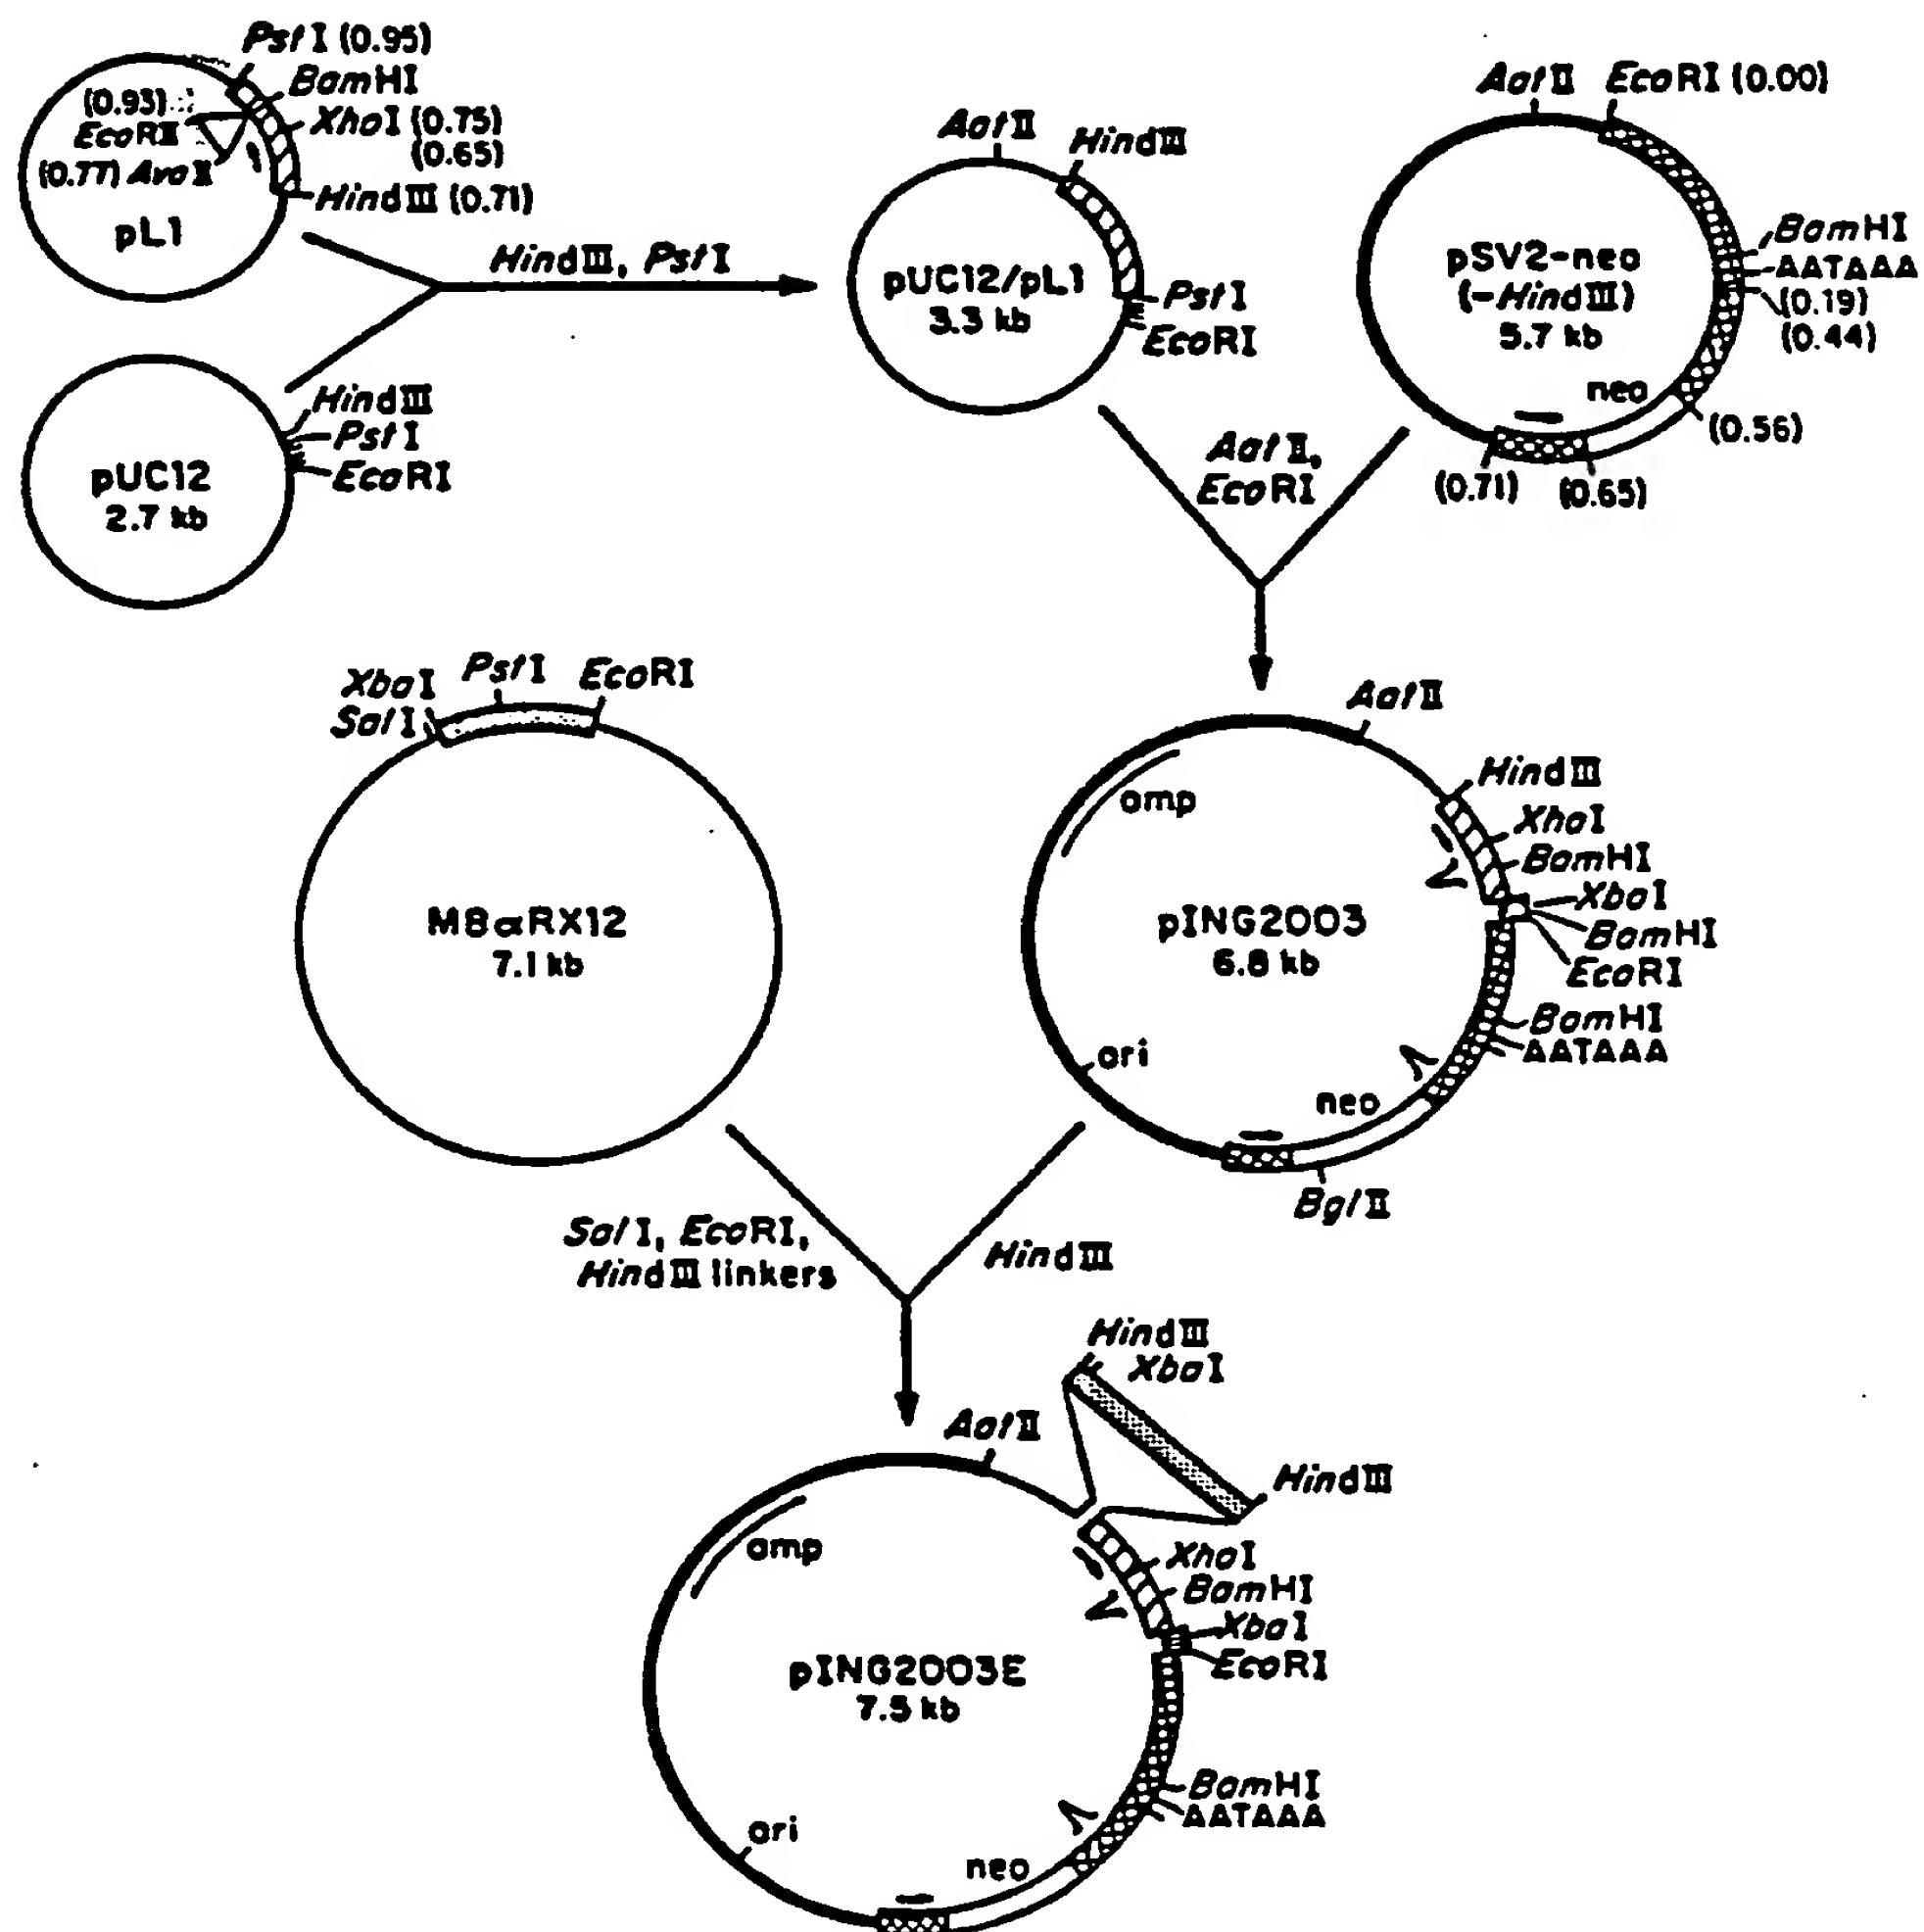 PstI (0.95)
BamHI
(0.93)
XhoI (0.75)
(0.65)
EcoRII
(0.77) AvaII
HindIII (0.71)
pL1
HindIII, PstI
HindIII
PstI
EcoRI
pUC12
2.7 kb
AatII
HindIII
pUC12/pL1
3.3 kb
PstI
EcoRI
AatII EcoRI (0.00)
BamHI
AATAAA
(0.19)
(0.44)
pSV2-neo
(-HindIII)
5.7 kb
neo
(0.56)
(0.71) (0.65)
AatII,
EcoRI
XbaI PstI EcoRI
SalI
M8αRX12
7.1 kb
AatII
HindIII
XhoI
BamHI
XbaI
BamHI
EcoRI
BamHI
AATAAA
amp
pING2003
6.8 kb
ori
neo
BglII
SalI, EcoRI,
HindIII linkers
HindIII
HindIII
XbaI
AatII
HindIII
XhoI
BamHI
XbaI
EcoRI
amp
pING2003E
7.5 kb
BamHI
AATAAA
ori
neo